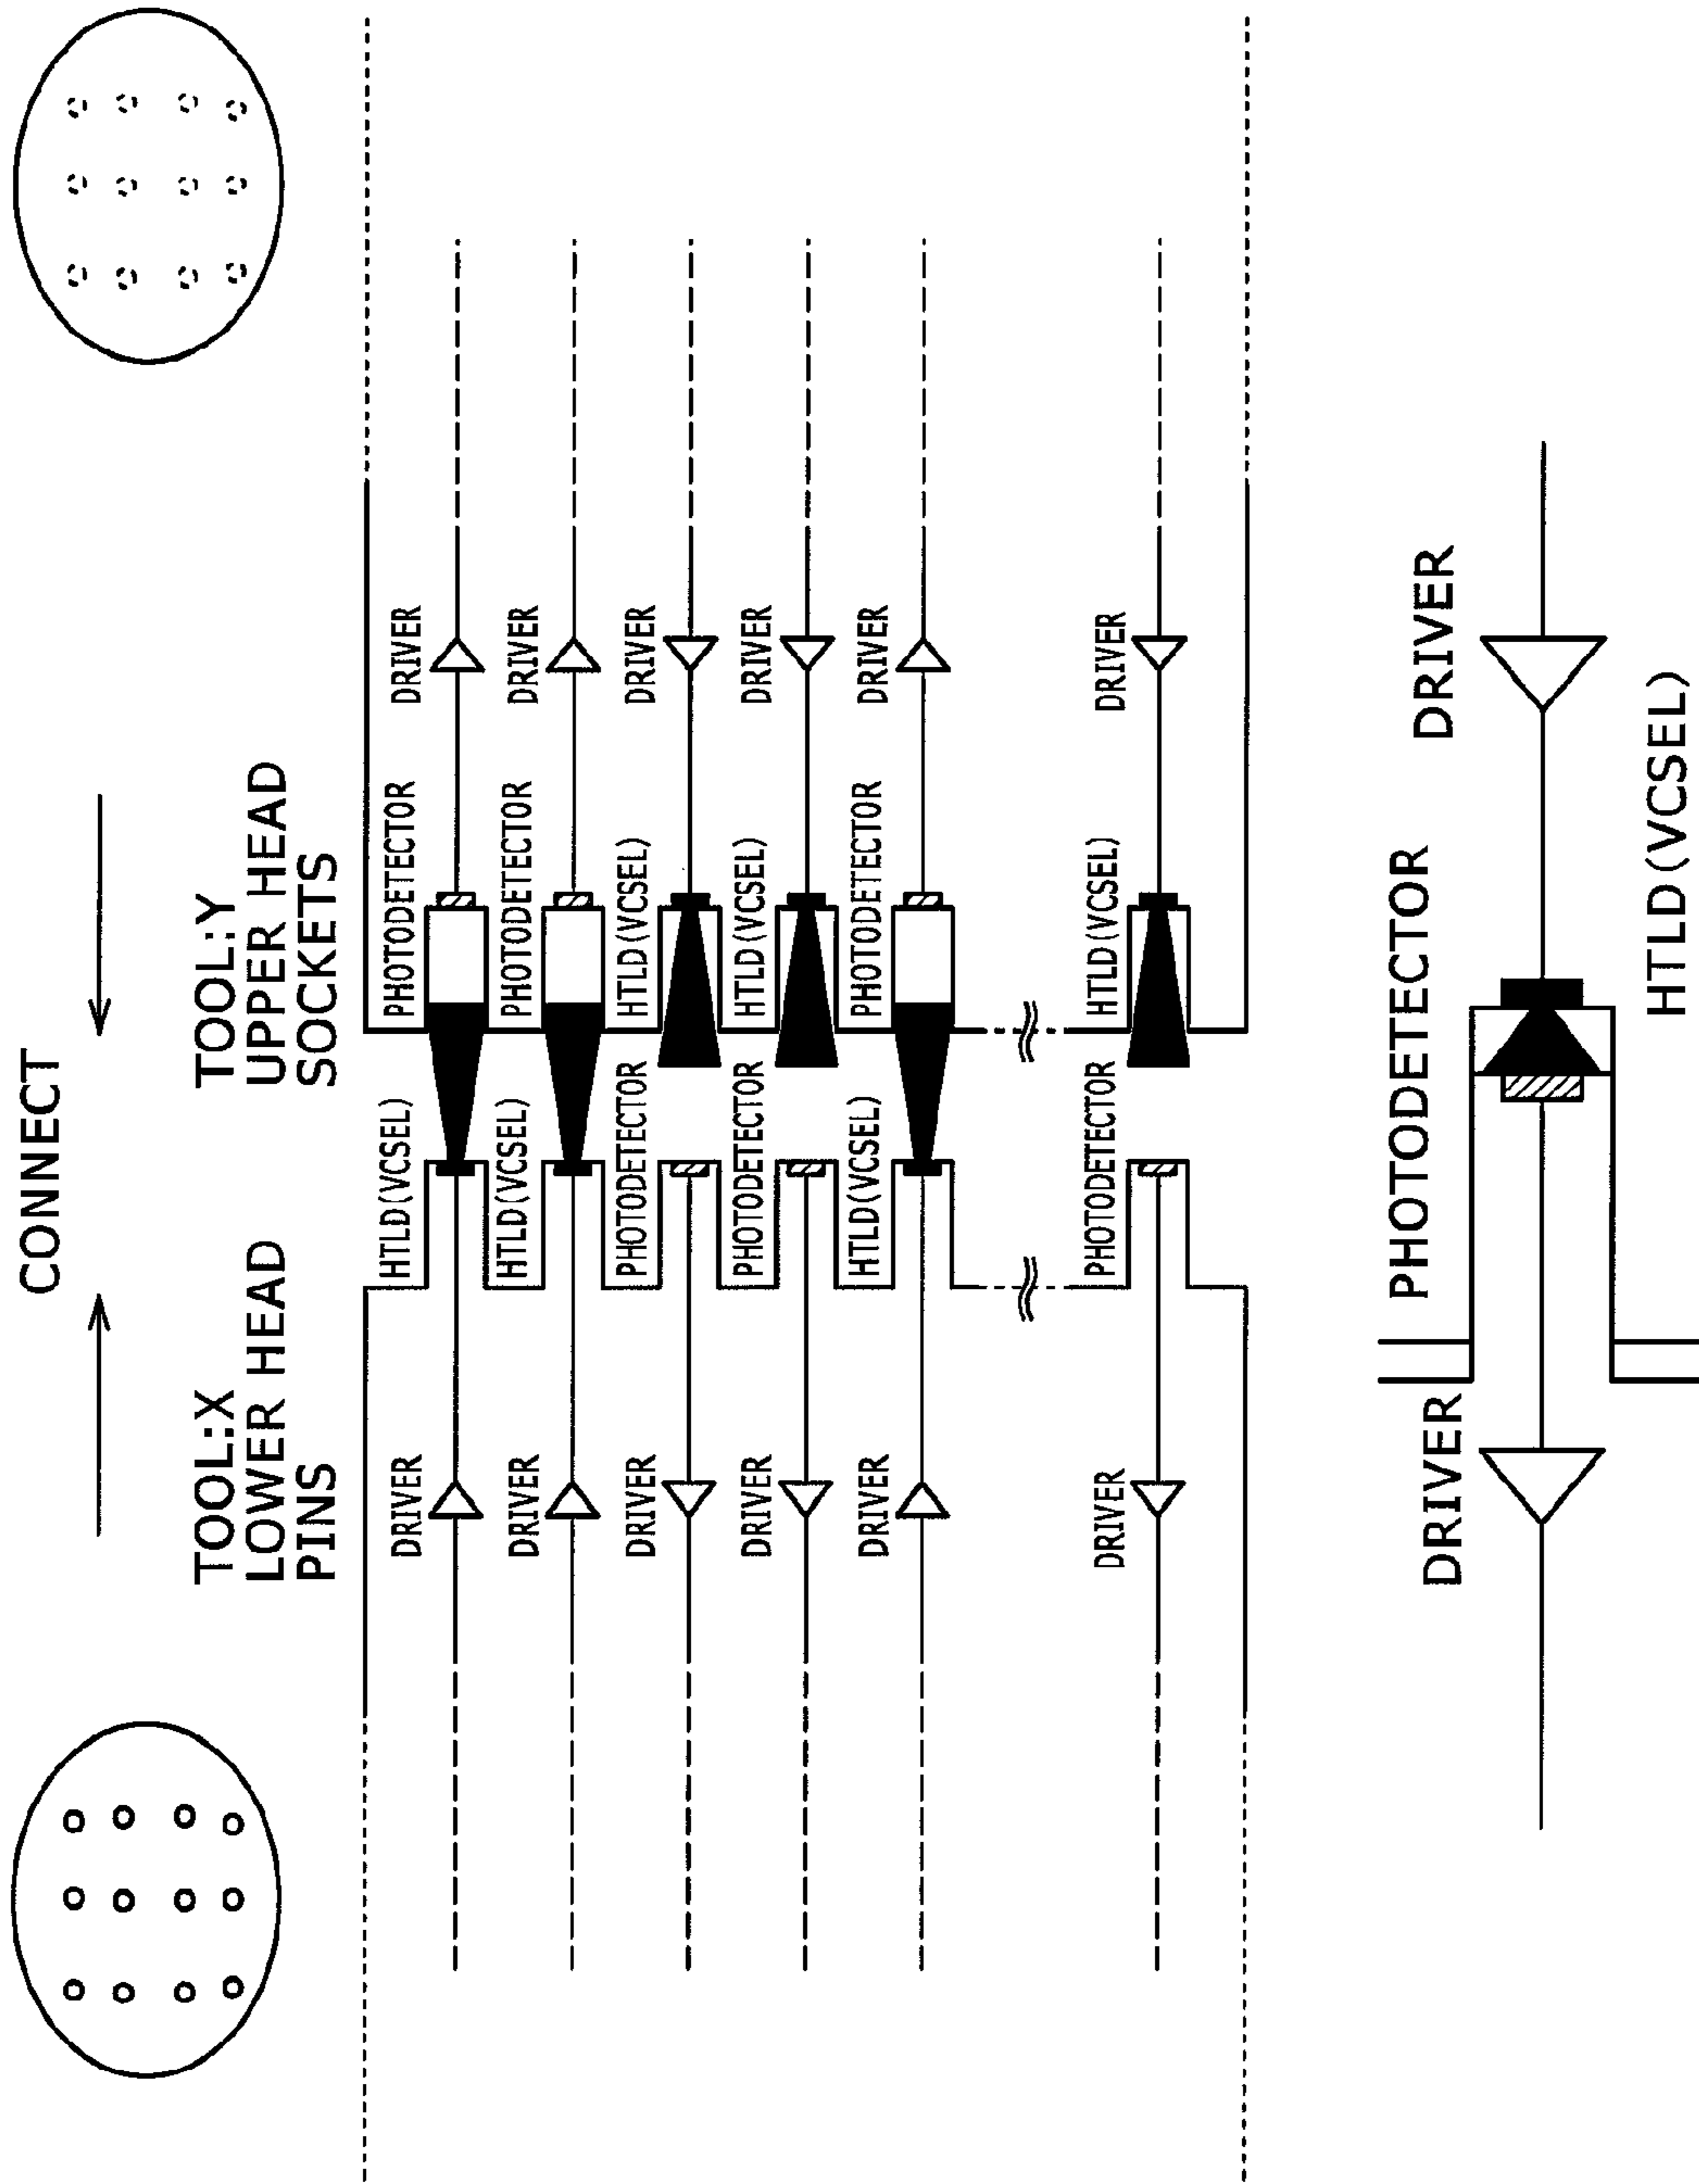 CONNECT
TOOL:X
LOWER HEAD
PINS
TOOL:Y
UPPER HEAD
SOCKETS
DRIVER
HTLD(VCSEL)
PHOTODETECTOR
DRIVER
DRIVER
HTLD(VCSEL)
PHOTODETECTOR
DRIVER
DRIVER
PHOTODETECTOR
HTLD(VCSEL)
DRIVER
DRIVER
PHOTODETECTOR
HTLD(VCSEL)
DRIVER
DRIVER
HTLD(VCSEL)
PHOTODETECTOR
DRIVER
DRIVER
PHOTODETECTOR
HTLD(VCSEL)
DRIVER
DRIVER
PHOTODETECTOR
DRIVER
HTLD(VCSEL)